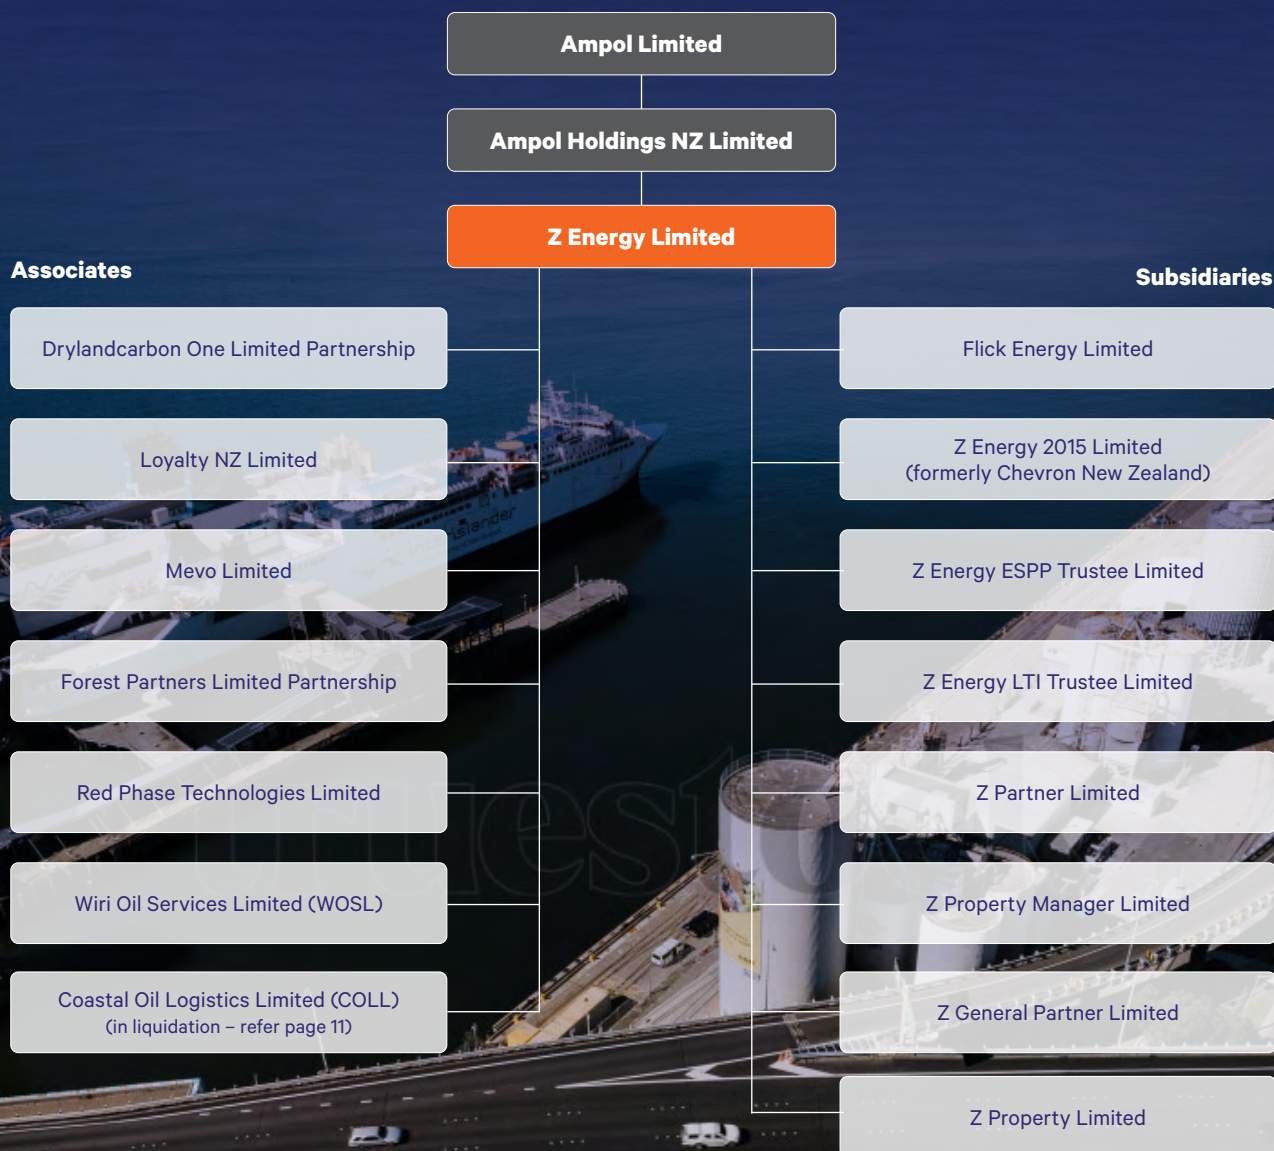 Ampol Limited
Ampol Holdings NZ Limited
Z Energy Limited
Associates
Drylandcarbon One Limited Partnership
Loyalty NZ Limited
Mevo Limited
Forest Partners Limited Partnership
Red Phase Technologies Limited
Wiri Oil Services Limited (WOSL)
Coastal Oil Logistics Limited (COLL)
(in liquidation – refer page 11)
Subsidiaries
Flick Energy Limited
Z Energy 2015 Limited
(formerly Chevron New Zealand)
Z Energy ESPP Trustee Limited
Z Energy LTI Trustee Limited
Z Partner Limited
Z Property Manager Limited
Z General Partner Limited
Z Property Limited